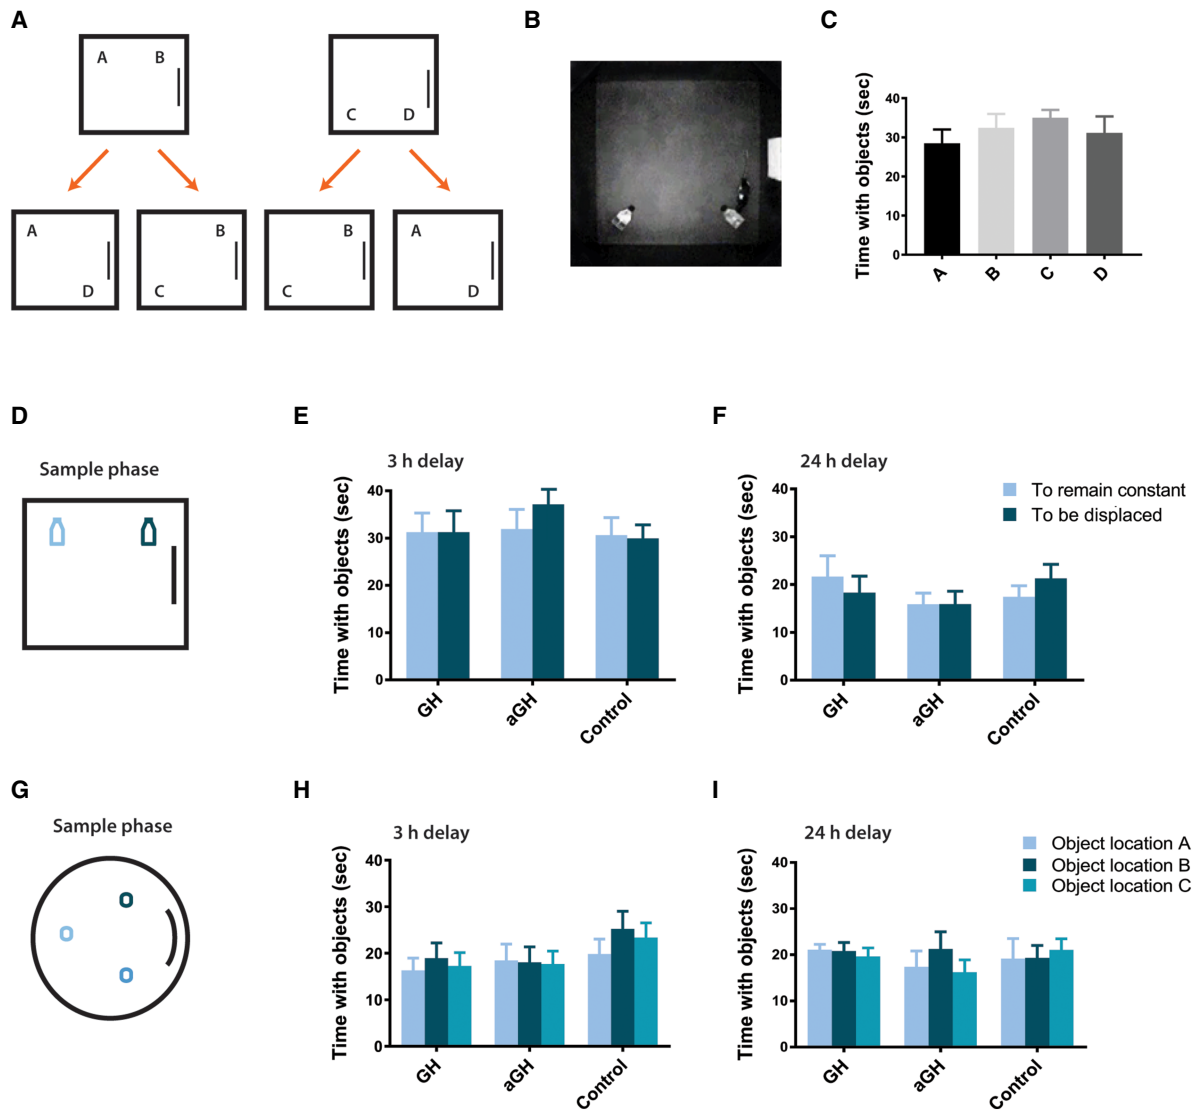 A
B
C
A B
C D
A
D
B
C
B
C
A
D
Time with objects (sec)
40
30
20
10
0
A B C D
D
E
F
Sample phase
3 h delay
Time with objects (sec)
40
30
20
10
0
GH aGH Control
24 h delay
To remain constant
To be displaced
Time with objects (sec)
40
30
20
10
0
GH aGH Control
G
H
I
Sample phase
3 h delay
Time with objects (sec)
40
30
20
10
0
GH aGH Control
24 h delay
Object location A
Object location B
Object location C
Time with objects (sec)
40
30
20
10
0
GH aGH Control